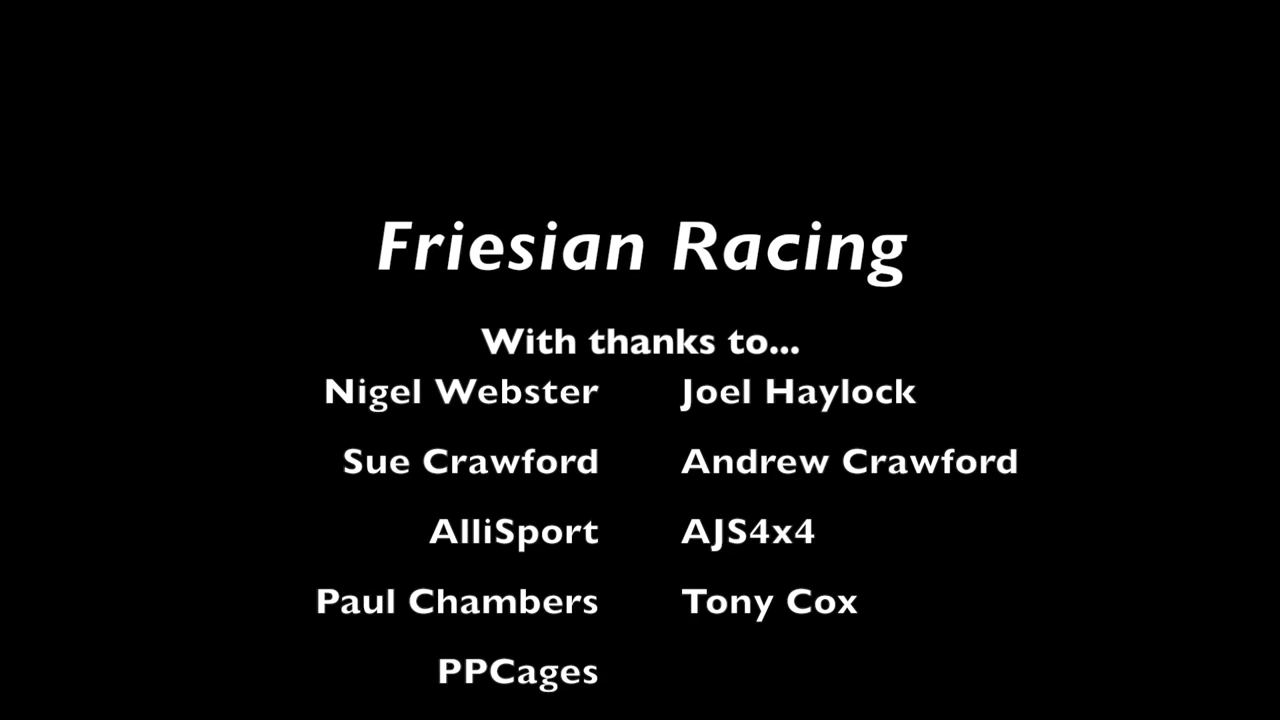 Friesian Racing
With thanks to...
Nigel Webster Joel Haylock
Sue Crawford Andrew Crawford
AlliSport AJS4x4
Paul Chambers Tony Cox
PPCages